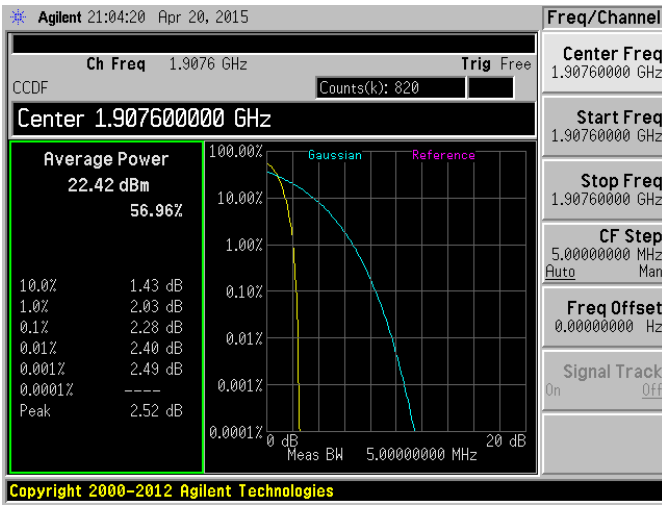 Agilent 21:04:20 Apr 20, 2015
Freq/Channel
Ch Freq 1.9076 GHz Trig Free
CCDF Counts(k): 820
Center 1.907600000 GHz
Average Power
22.42 dBm
56.96%
10.0% 1.43 dB
1.0% 2.03 dB
0.1% 2.28 dB
0.01% 2.40 dB
0.001% 2.49 dB
0.0001% ----
Peak 2.52 dB
Gaussian Reference
100.00%
10.00%
1.00%
0.10%
0.01%
0.001%
0.0001%
0 dB 20 dB
Meas BW 5.00000000 MHz
Center Freq
1.90760000 GHz
Start Freq
1.90760000 GHz
Stop Freq
1.90760000 GHz
CF Step
5.00000000 MHz
Auto Man
Freq Offset
0.00000000 Hz
Signal Track
On Off
Copyright 2000-2012 Agilent Technologies